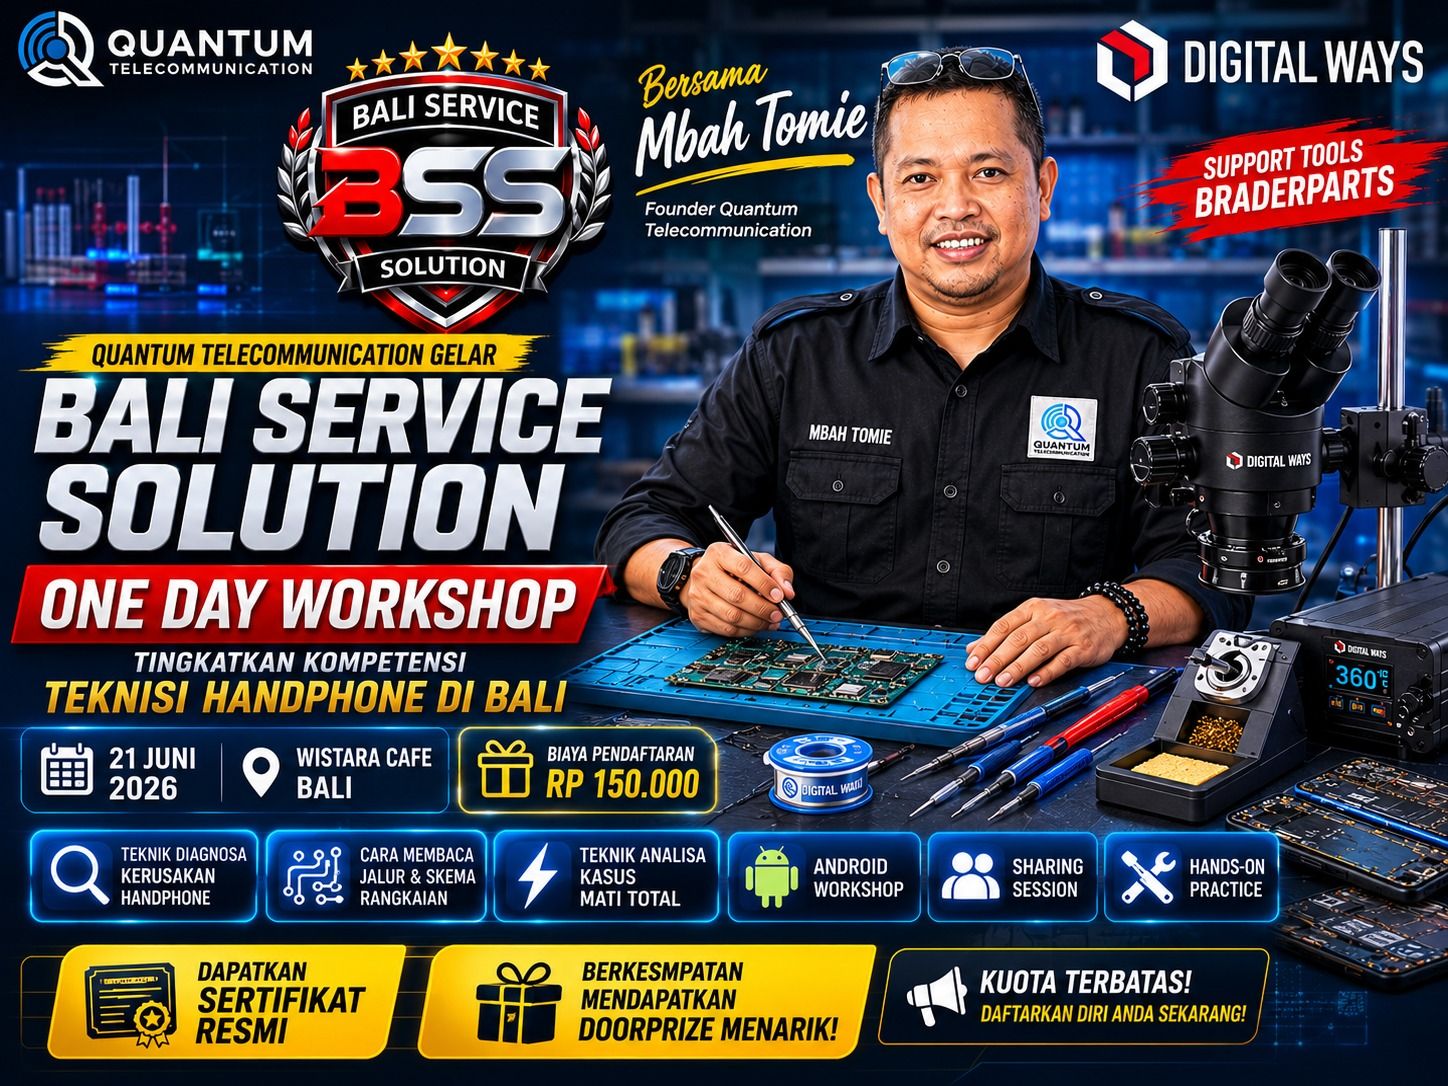 QUANTUM
TELECOMMUNICATION
BALI SERVICE
BSS
SOLUTION
Bersama
Mbah Tomie
Founder Quantum
Telecommunication
DIGITAL WAYS
SUPPORT TOOLS
BRADERPARTS
QUANTUM TELECOMMUNICATION GELAR
BALI SERVICE
SOLUTION
ONE DAY WORKSHOP
TINGKATKAN KOMPETENSI
TEKNISI HANDPHONE DI BALI
MBAH TOMIE
QUANTUM
TELECOMMUNICATION
DIGITAL WAYS
DIGITAL WAYS
360°C
DIGITAL WAYS
21 JUNI
2026
WISTARA CAFE
BALI
BIAYA PENDAFTARAN
RP 150.000
TEKNIK DIAGNOSA
KERUSAKAN
HANDPHONE
CARA MEMBACA
JALUR & SKEMA
RANGKAIAN
TEKNIK ANALISA
KASUS
MATI TOTAL
ANDROID
WORKSHOP
SHARING
SESSION
HANDS-ON
PRACTICE
DAPATKAN
SERTIFIKAT
RESMI
BERKESMPATAN
MENDAPATKAN
DOORPRIZE MENARIK!
KUOTA TERBATAS!
DAFTARKAN DIRI ANDA SEKARANG!